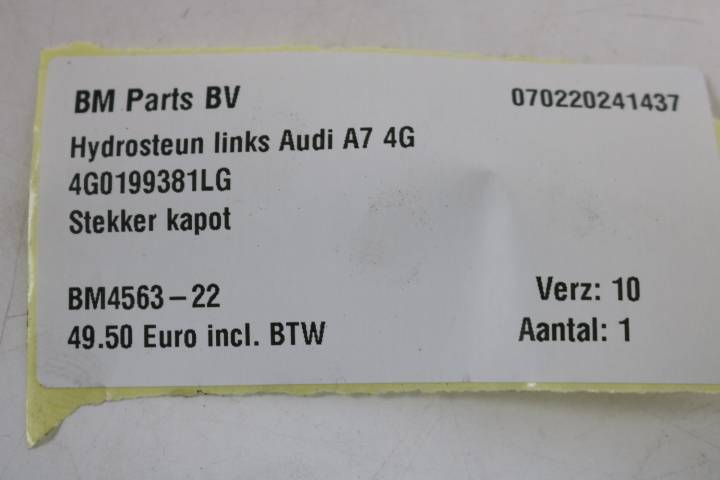 BM Parts BV 070220241437
Hydrosteun links Audi A7 4G
4G0199381LG
Stekker kapot
BM4563-22 Verz: 10
49.50 Euro incl. BTW Aantal: 1